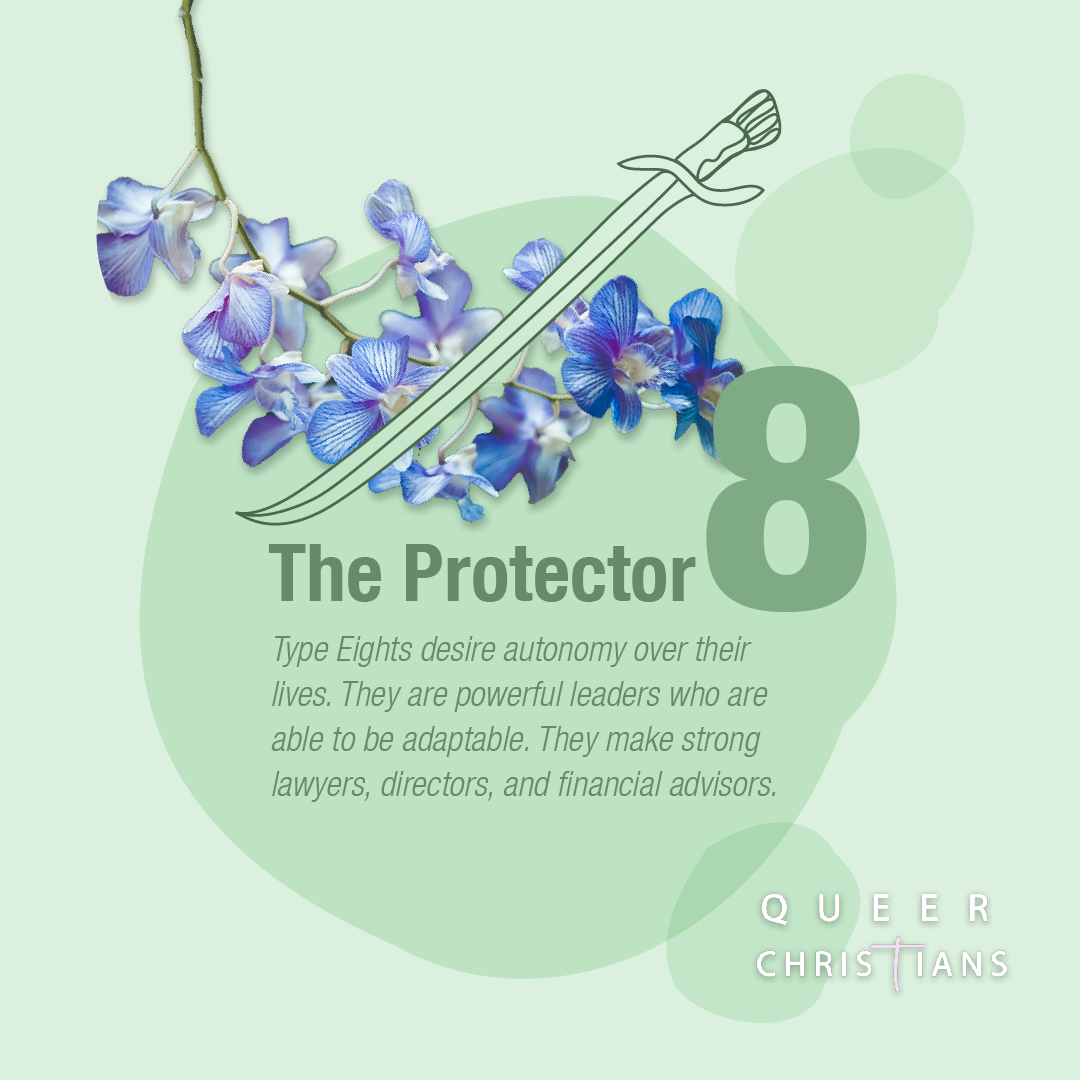 8
The Protector
Type Eights desire autonomy over their
lives. They are powerful leaders who are
able to be adaptable. They make strong
lawyers, directors, and financial advisors.
QUEER
CHRISTIANS